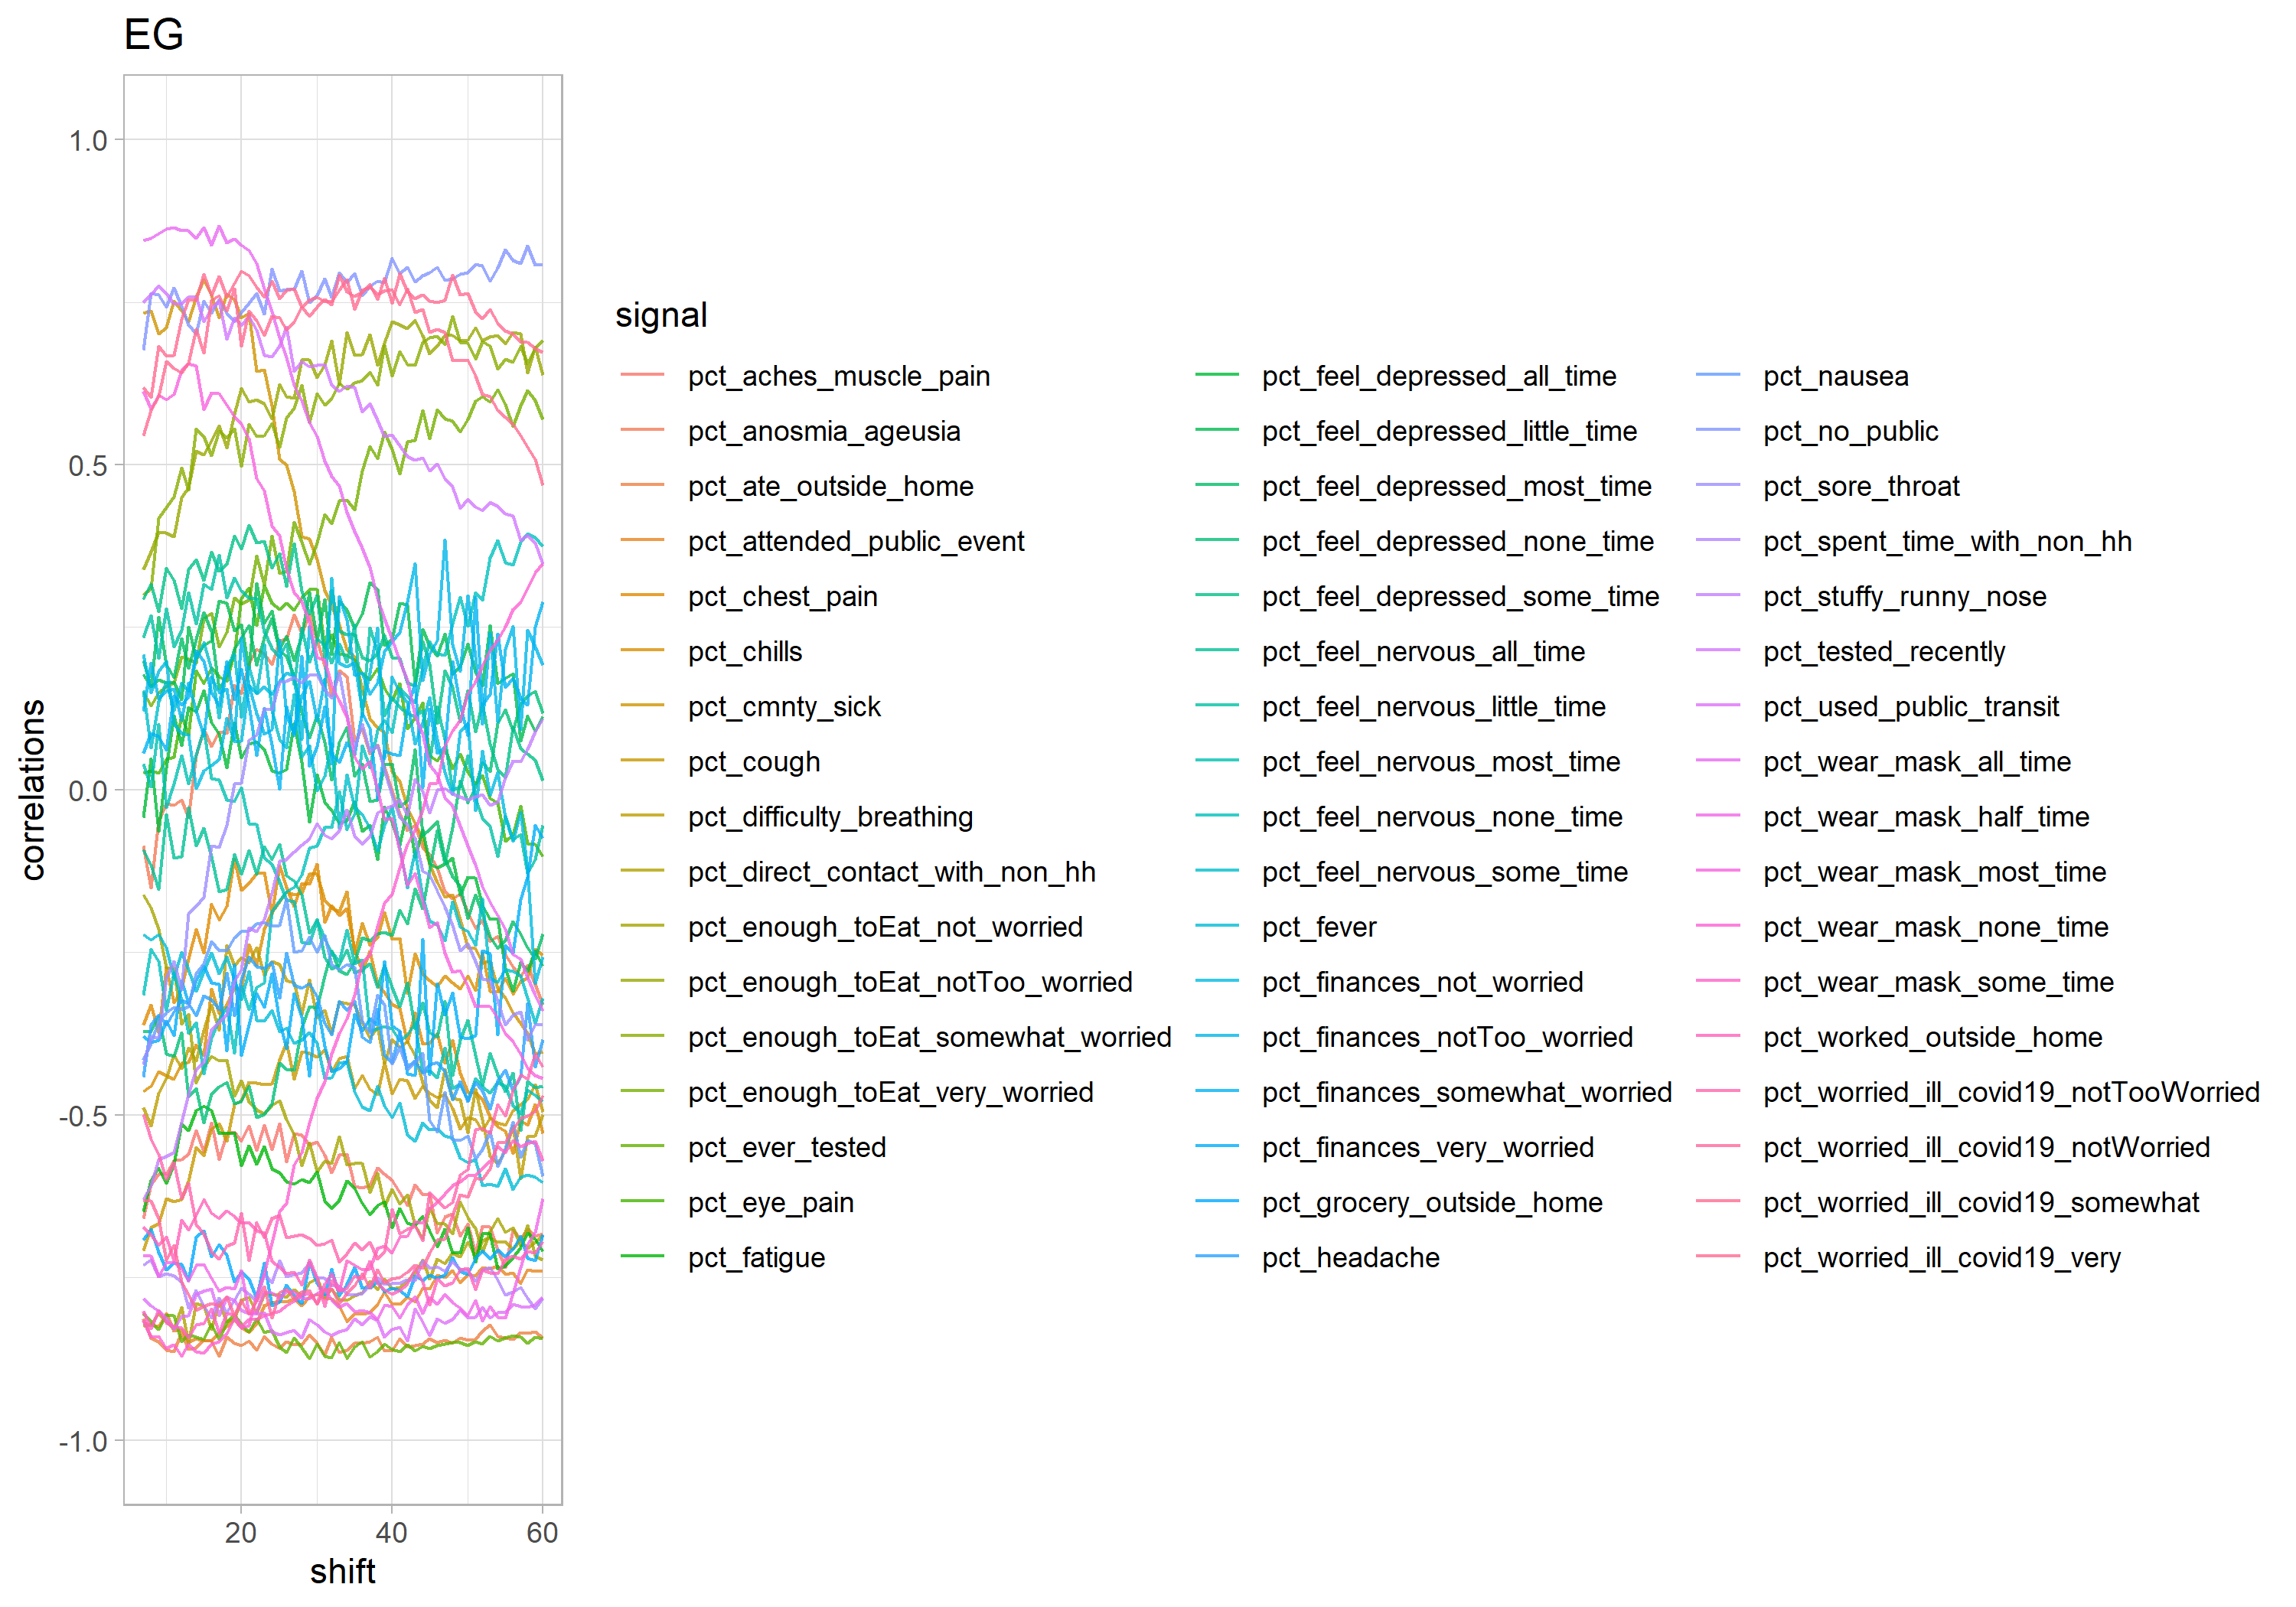 EG
1.0
0.5
0.0
-0.5
-1.0
correlations
20 40 60
shift
signal
pct_aches_muscle_pain
pct_anosmia_ageusia
pct_ate_outside_home
pct_attended_public_event
pct_chest_pain
pct_chills
pct_cmnty_sick
pct_cough
pct_difficulty_breathing
pct_direct_contact_with_non_hh
pct_enough_toEat_not_worried
pct_enough_toEat_notToo_worried
pct_enough_toEat_somewhat_worried
pct_enough_toEat_very_worried
pct_ever_tested
pct_eye_pain
pct_fatigue
pct_feel_depressed_all_time
pct_feel_depressed_little_time
pct_feel_depressed_most_time
pct_feel_depressed_none_time
pct_feel_depressed_some_time
pct_feel_nervous_all_time
pct_feel_nervous_little_time
pct_feel_nervous_most_time
pct_feel_nervous_none_time
pct_feel_nervous_some_time
pct_fever
pct_finances_not_worried
pct_finances_notToo_worried
pct_finances_somewhat_worried
pct_finances_very_worried
pct_grocery_outside_home
pct_headache
pct_nausea
pct_no_public
pct_sore_throat
pct_spent_time_with_non_hh
pct_stuffy_runny_nose
pct_tested_recently
pct_used_public_transit
pct_wear_mask_all_time
pct_wear_mask_half_time
pct_wear_mask_most_time
pct_wear_mask_none_time
pct_wear_mask_some_time
pct_worked_outside_home
pct_worried_ill_covid19_notTooWorried
pct_worried_ill_covid19_notWorried
pct_worried_ill_covid19_somewhat
pct_worried_ill_covid19_very